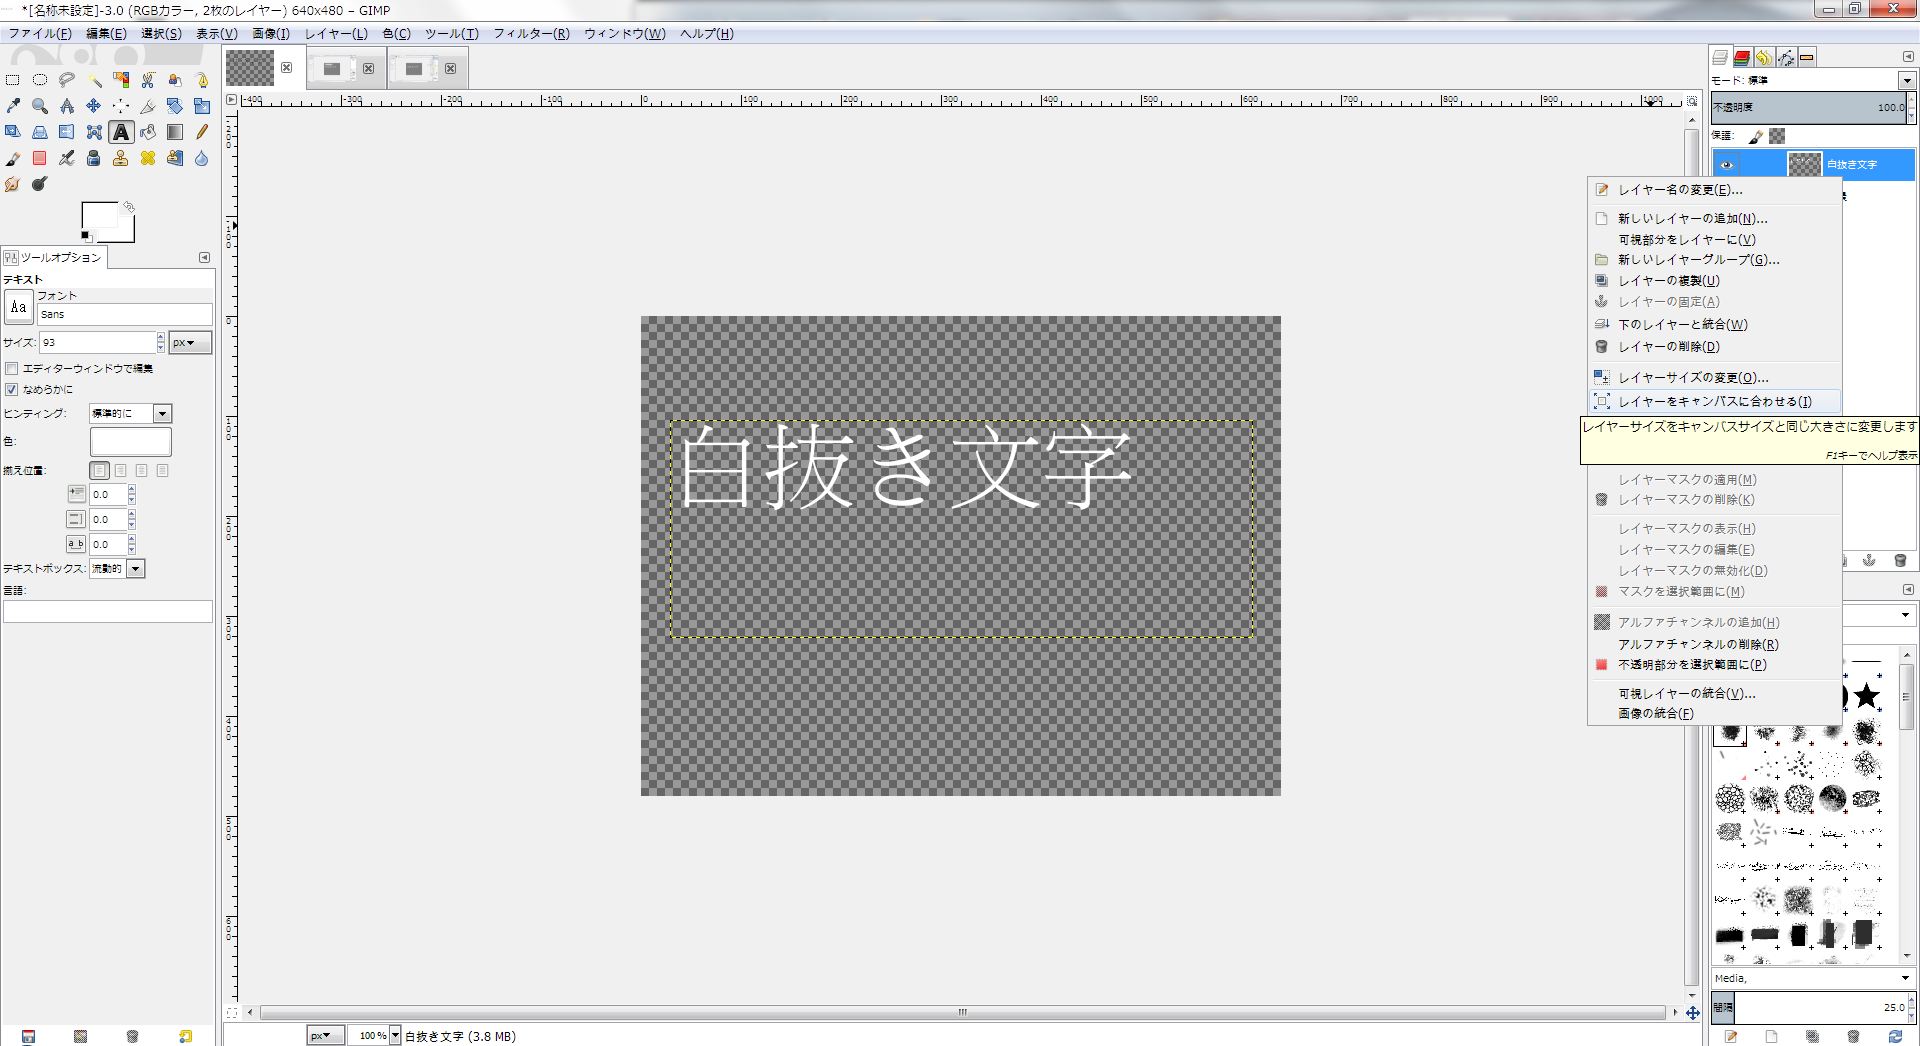 *[名称未設定]-3.0 (RGBカラー, 2枚のレイヤー) 640x480 – GIMP
ファイル(F) 編集(E) 選択(S) 表示(V) 画像(I) レイヤー(L) 色(C) ツール(T) フィルター(R) ウィンドウ(W) ヘルプ(H)
-400 -300 -200 -100 0 100 200 300 400 500 600 700 800 900 1000
ツールオプション
テキスト
フォント
Aa
Sans
サイズ: 93 px
エディターウィンドウで編集
なめらかに
ヒンティング: 標準的に
色:
揃え位置:
0.0
0.0
a b 0.0
テキストボックス: 流動的
言語:
白抜き文字
px 100 % 白抜き文字 (3.8 MB)
モード: 標準
不透明度 100.0
保護:
白抜き文字
レイヤー名の変更(E)...
新しいレイヤーの追加(N)...
可視部分をレイヤーに(V)
新しいレイヤーグループ(G)...
レイヤーの複製(U)
レイヤーの固定(A)
下のレイヤーと統合(W)
レイヤーの削除(D)
レイヤーサイズの変更(O)...
レイヤーをキャンバスに合わせる(I)
レイヤーサイズをキャンバスサイズと同じ大きさに変更します
F1キーでヘルプ表示
レイヤーマスクの適用(M)
レイヤーマスクの削除(K)
レイヤーマスクの表示(H)
レイヤーマスクの編集(E)
レイヤーマスクの無効化(D)
マスクを選択範囲に(M)
アルファチャンネルの追加(H)
アルファチャンネルの削除(R)
不透明部分を選択範囲に(P)
可視レイヤーの統合(V)...
画像の統合(F)
Media,
間隔 25.0